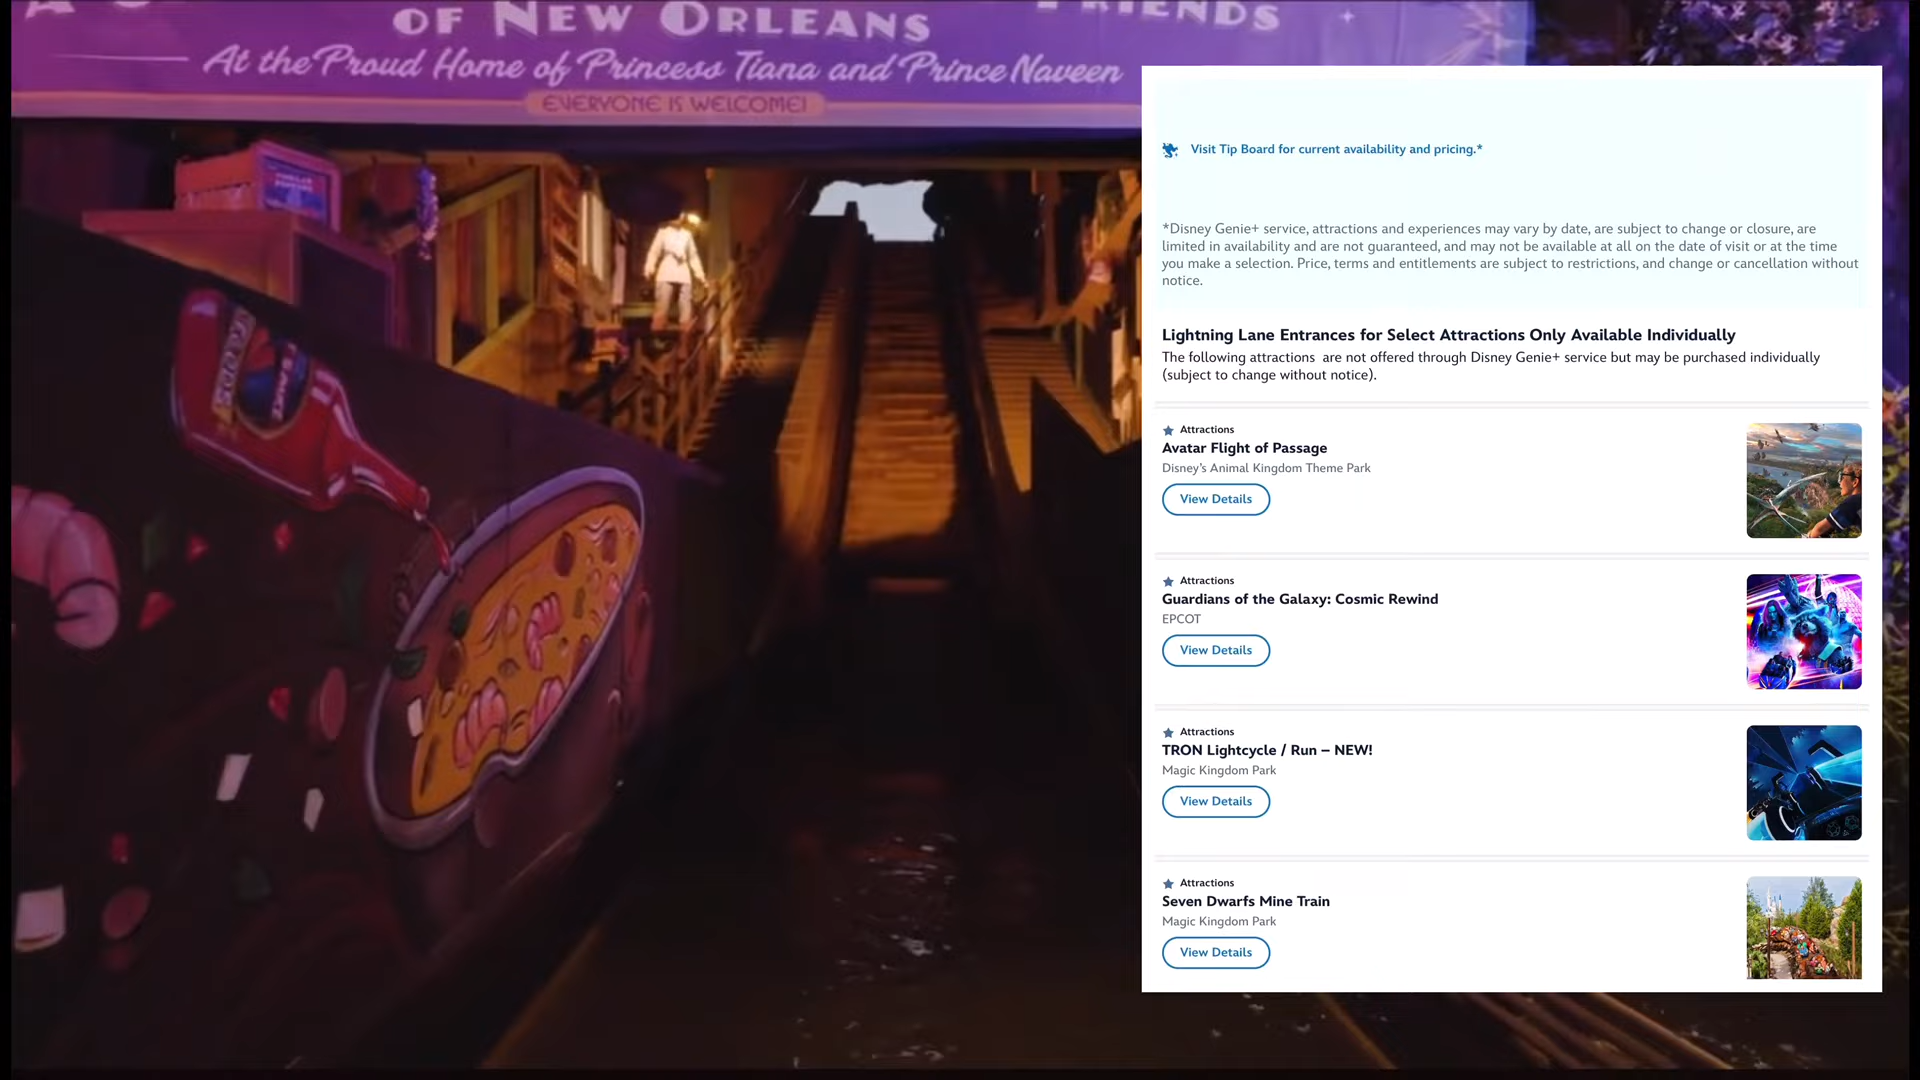 OF NEW ORLEANS
FRIENDS
At the Proud Home of Princess Tiana and Prince Naveen
EVERYONE IS WELCOME!
Visit Tip Board for current availability and pricing.*
*Disney Genie+ service, attractions and experiences may vary by date, are subject to change or closure, are
limited in availability and are not guaranteed, and may not be available at all on the date of visit or at the time
you make a selection. Price, terms and entitlements are subject to restrictions, and change or cancellation without
notice.
Lightning Lane Entrances for Select Attractions Only Available Individually
The following attractions are not offered through Disney Genie+ service but may be purchased individually
(subject to change without notice).
Attractions
Avatar Flight of Passage
Disney's Animal Kingdom Theme Park
View Details
Attractions
Guardians of the Galaxy: Cosmic Rewind
EPCOT
View Details
Attractions
TRON Lightcycle / Run – NEW!
Magic Kingdom Park
View Details
Attractions
Seven Dwarfs Mine Train
Magic Kingdom Park
View Details